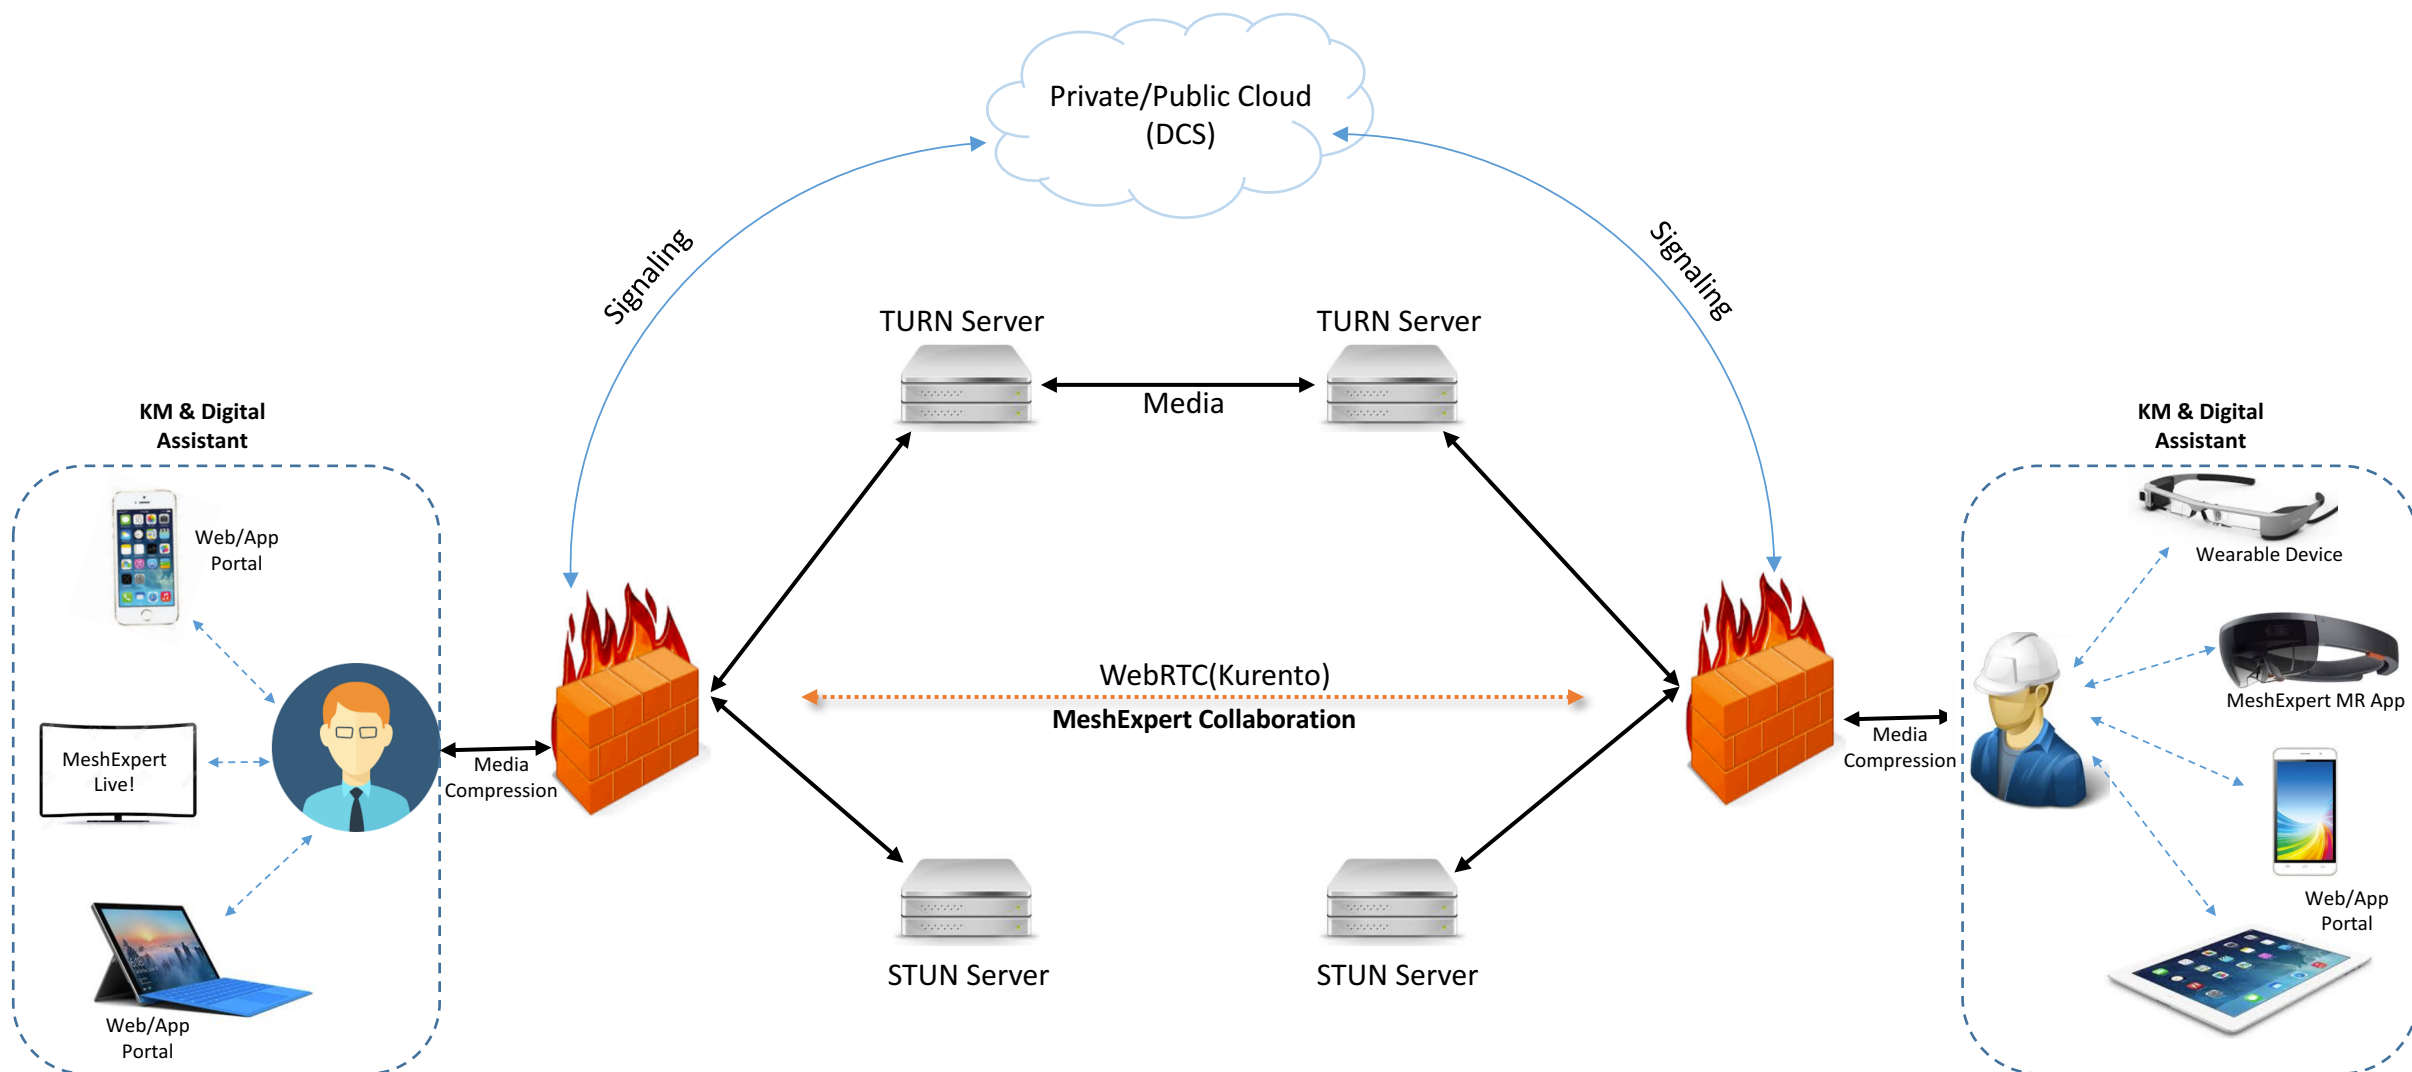 Private/Public Cloud
(DCS)
Signaling
Signaling
TURN Server
TURN Server
Media
KM & Digital
Assistant
KM & Digital
Assistant
Web/App
Portal
Wearable Device
WebRTC(Kurento)
MeshExpert Collaboration
MeshExpert MR App
MeshExpert
Live!
Media
Compression
Media
Compression
Web/App
Portal
STUN Server
STUN Server
Web/App
Portal